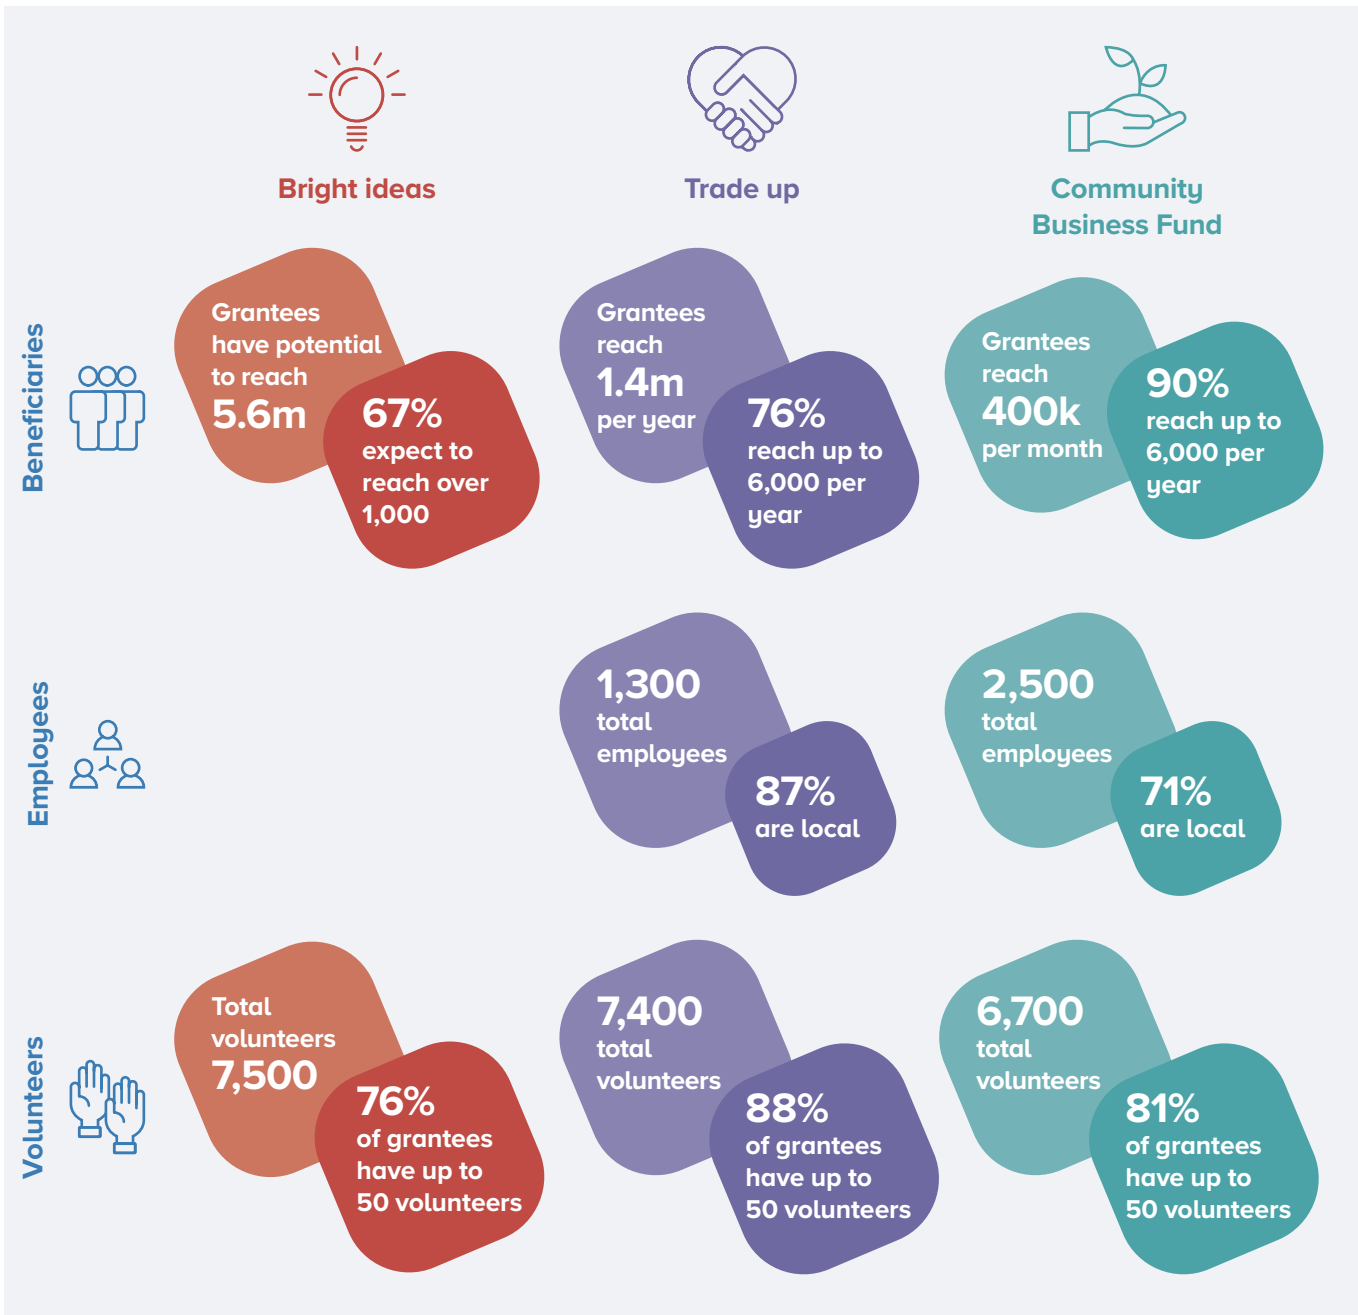 Bright ideas
Trade up
Community
Business Fund
Beneficiaries
Grantees
have potential
to reach
5.6m
67%
expect to
reach over
1,000
Grantees
reach
1.4m
per year
76%
reach up to
6,000 per
year
Grantees
reach
400k
per month
90%
reach up to
6,000 per
year
Employees
1,300
total
employees
87%
are local
2,500
total
employees
71%
are local
Volunteers
Total
volunteers
7,500
76%
of grantees
have up to
50 volunteers
7,400
total
volunteers
88%
of grantees
have up to
50 volunteers
6,700
total
volunteers
81%
of grantees
have up to
50 volunteers